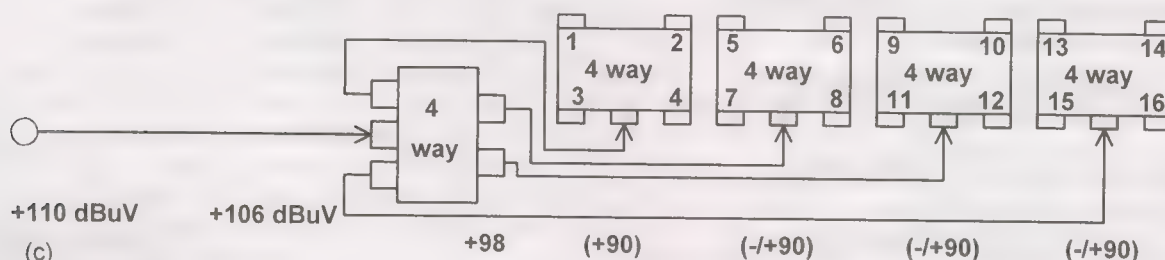 1 2 5 6 9 10 13 14
4 way 4 way 4 way 4 way
3 4 7 8 11 12 15 16
4
way
+110 dBuV +106 dBuV
+98 (+90) (-/+90) (-/+90) (-/+90)
(c)